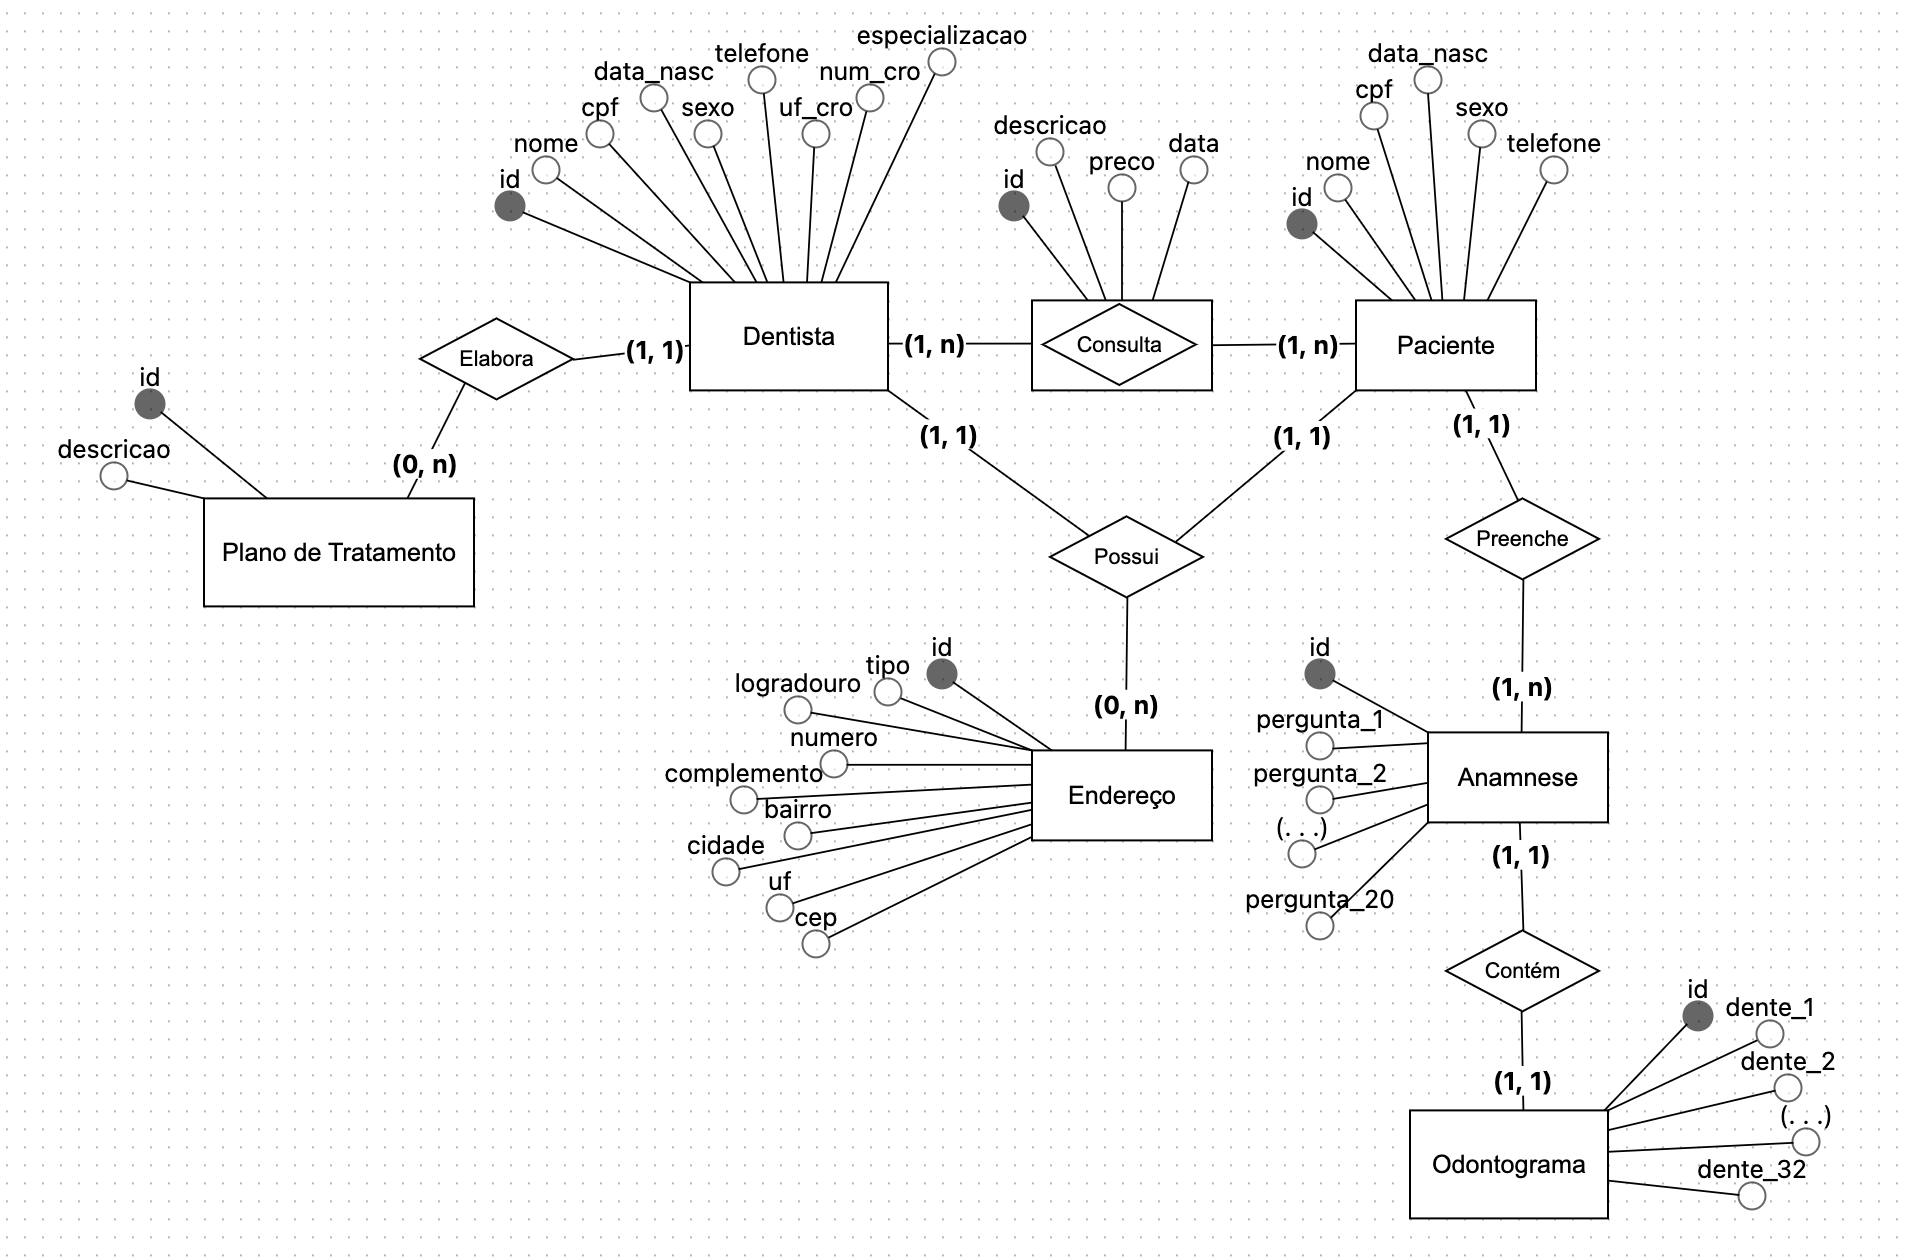 especializacao
telefone
data_nasc
num_cro
cpf
sexo
uf_cro
nome
id
Dentista
descricao
preco
data
id
Consulta
data_nasc
cpf
sexo
nome
telefone
id
Paciente
Elabora
(1, 1)
(1, n)
(1, n)
id
descricao
(0, n)
Plano de Tratamento
(1, 1)
(1, 1)
(1, 1)
Possui
Preenche
id
tipo
logradouro
numero
complemento
bairro
cidade
uf
cep
(0, n)
Endereço
id
(1, n)
pergunta_1
pergunta_2
(. . .)
pergunta_20
Anamnese
(1, 1)
Contém
(1, 1)
id
dente_1
dente_2
(. . .)
dente_32
Odontograma